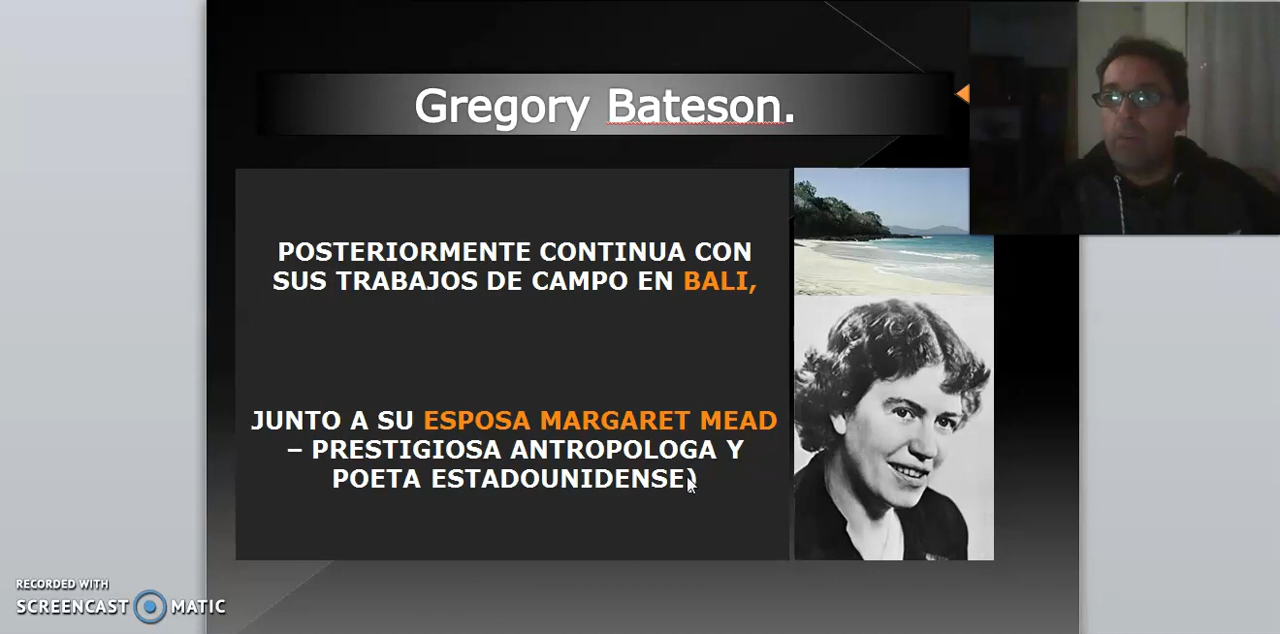 Gregory Bateson.
POSTERIORMENTE CONTINUA CON
SUS TRABAJOS DE CAMPO EN BALI,
JUNTO A SU ESPOSA MARGARET MEAD
– PRESTIGIOSA ANTROPOLOGA Y
POETA ESTADOUNIDENSE)
RECORDED WITH
SCREENCAST MATIC